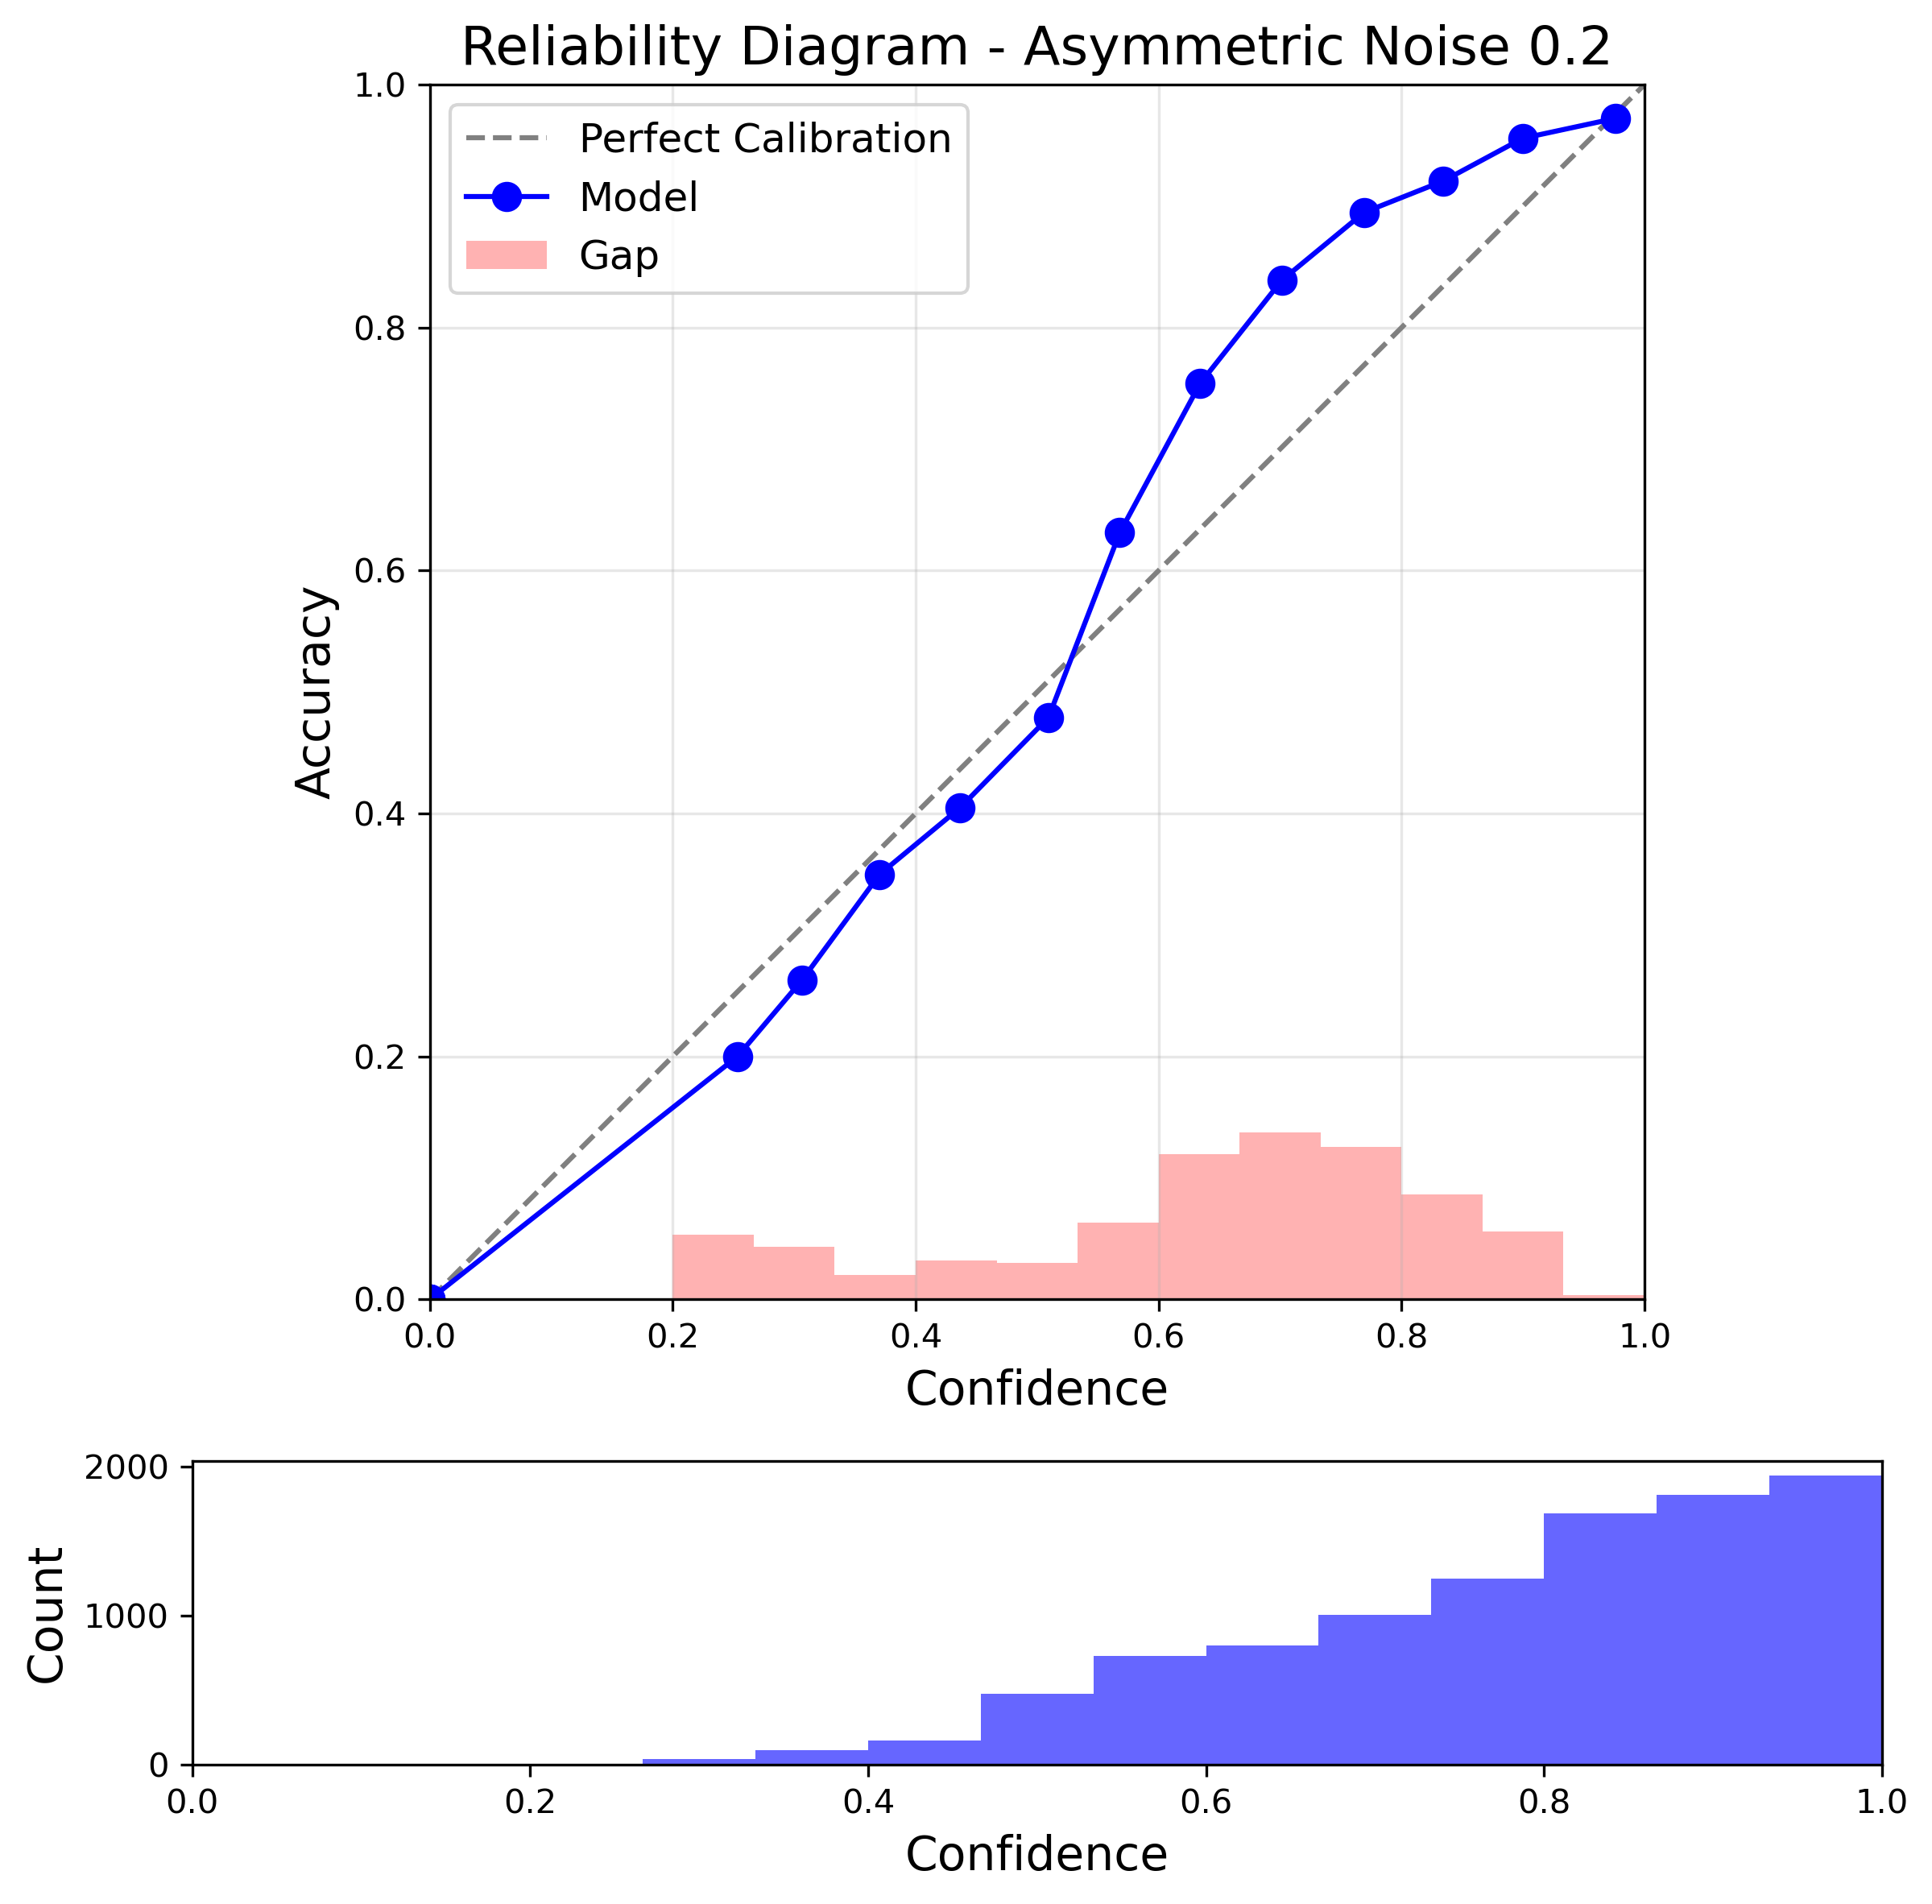 Reliability Diagram - Asymmetric Noise 0.2
1.0
0.8
0.6
0.4
0.2
0.0
Accuracy
Perfect Calibration
Model
Gap
0.0 0.2 0.4 0.6 0.8 1.0
Confidence
2000
1000
0
Count
0.0 0.2 0.4 0.6 0.8 1.0
Confidence